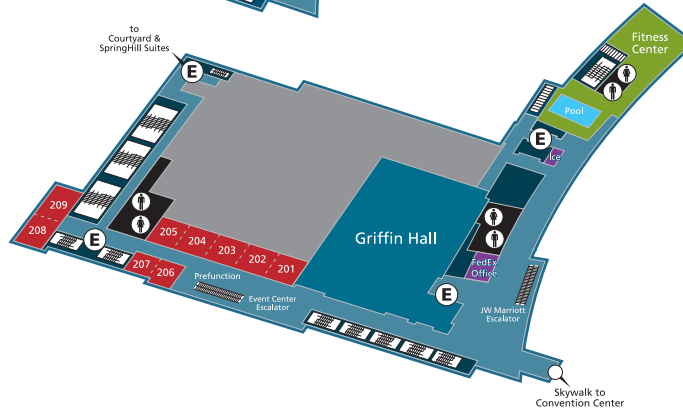 to
Courtyard &
SpringHill Suites
E
Fitness
Center
Pool
E
Ice
209
208
E
205
204
203
202
201
207
206
Prefunction
Event Center
Escalator
Griffin Hall
FedEx
Office
E
JW Marriott
Escalator
Skywalk to
Convention Center